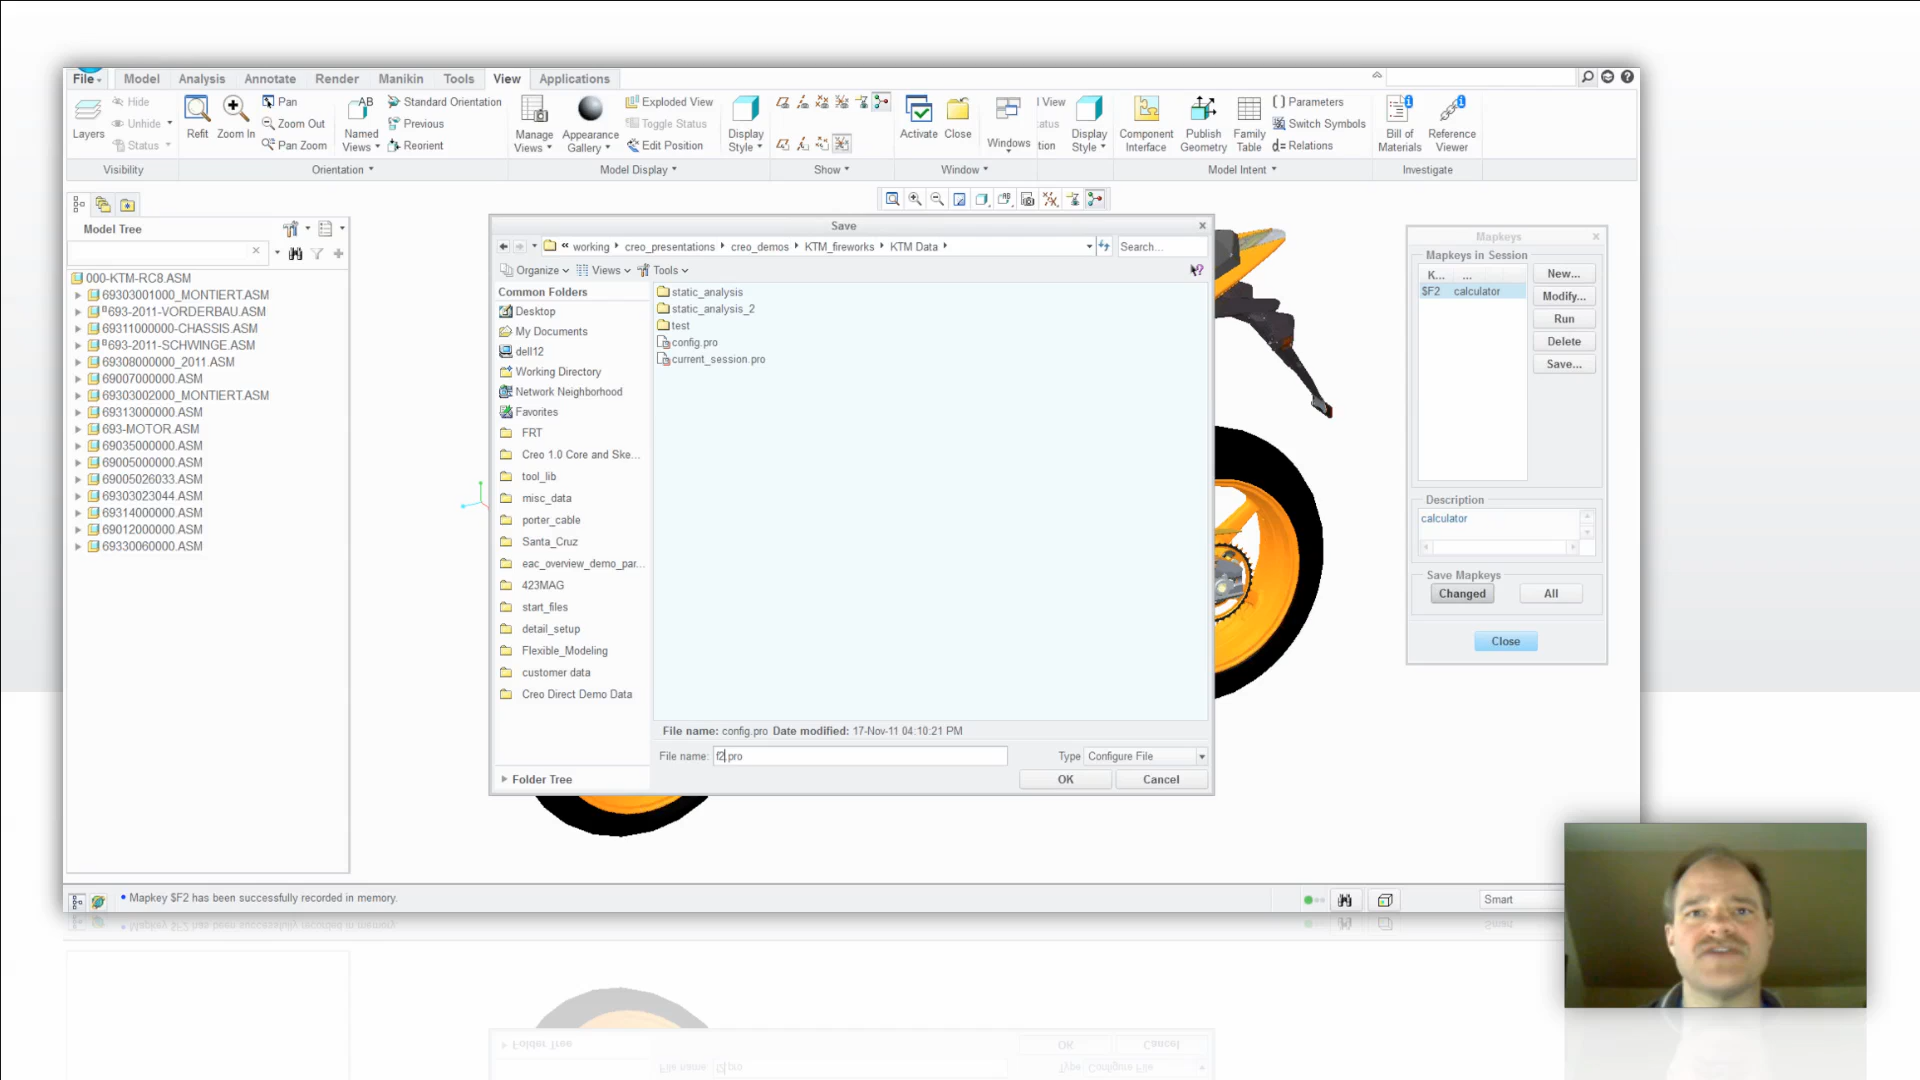 File
Model
Analysis
Annotate
Render
Manikin
Tools
View
Applications
Layers
Hide
Unhide
Status
Visibility
Refit
Zoom In
Pan
Zoom Out
Pan Zoom
Named Views
Standard Orientation
Previous
Reorient
Orientation
Manage Views
Appearance Gallery
Exploded View
Toggle Status
Edit Position
Display Style
Model Display
Show
Activate
Close
Windows
Window
View
atus
tion
Display Style
Component Interface
Publish Geometry
Family Table
Parameters
Switch Symbols
Relations
Model Intent
Bill of Materials
Reference Viewer
Investigate
Model Tree
000-KTM-RC8.ASM
69303001000_MONTIERT.ASM
693-2011-VORDERBAU.ASM
69311000000-CHASSIS.ASM
693-2011-SCHWINGE.ASM
69308000000_2011.ASM
69007000000.ASM
69303002000_MONTIERT.ASM
69313000000.ASM
693-MOTOR.ASM
69035000000.ASM
69005000000.ASM
69005026033.ASM
69303023044.ASM
69314000000.ASM
69012000000.ASM
69330060000.ASM
Save
working
creo_presentations
creo_demos
KTM_fireworks
KTM Data
Search...
Organize
Views
Tools
Common Folders
Desktop
My Documents
dell12
Working Directory
Network Neighborhood
Favorites
FRT
Creo 1.0 Core and Ske...
tool_lib
misc_data
porter_cable
Santa_Cruz
eac_overview_demo_par...
423MAG
start_files
detail_setup
Flexible_Modeling
customer data
Creo Direct Demo Data
Folder Tree
static_analysis
static_analysis_2
test
config.pro
current_session.pro
File name: config.pro Date modified: 17-Nov-11 04:10:21 PM
File name: f2.pro
Type Configure File
OK
Cancel
Mapkeys
Mapkeys in Session
K... ...
$F2 calculator
New...
Modify...
Run
Delete
Save...
Description
calculator
Save Mapkeys
Changed
All
Close
Mapkey $F2 has been successfully recorded in memory.
Smart